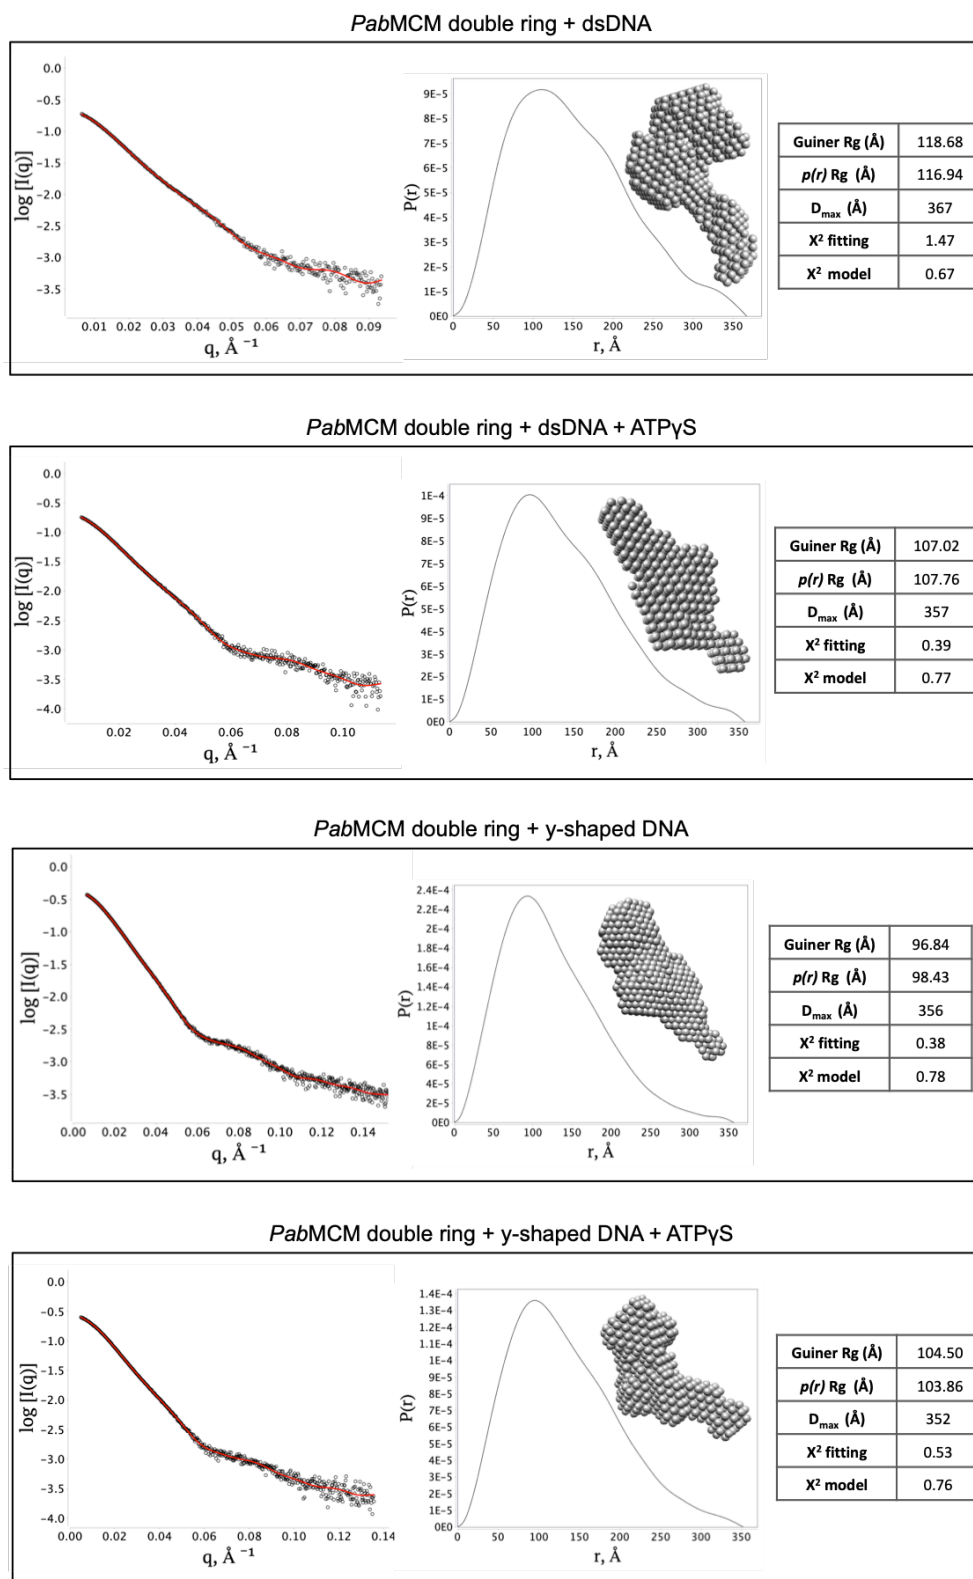 PabMCM double ring + dsDNA
0.0
−0.5
−1.0
−1.5
−2.0
−2.5
−3.0
−3.5
log [I(q)]
0.01 0.02 0.03 0.04 0.05 0.06 0.07 0.08 0.09
q, Å ⁻¹
9E-5
8E-5
7E-5
6E-5
5E-5
4E-5
3E-5
2E-5
1E-5
0E0
P(r)
0 50 100 150 200 250 300 350
r, Å
Guiner Rg (Å) 118.68
p(r) Rg (Å) 116.94
Dmax (Å) 367
X² fitting 1.47
X² model 0.67
PabMCM double ring + dsDNA + ATPγS
0.0
−0.5
−1.0
−1.5
−2.0
−2.5
−3.0
−3.5
−4.0
log [I(q)]
0.02 0.04 0.06 0.08 0.10
q, Å ⁻¹
1E-4
9E-5
8E-5
7E-5
6E-5
5E-5
4E-5
3E-5
2E-5
1E-5
0E0
P(r)
0 50 100 150 200 250 300 350
r, Å
Guiner Rg (Å) 107.02
p(r) Rg (Å) 107.76
Dmax (Å) 357
X² fitting 0.39
X² model 0.77
PabMCM double ring + y-shaped DNA
0.0
−0.5
−1.0
−1.5
−2.0
−2.5
−3.0
−3.5
log [I(q)]
0.00 0.02 0.04 0.06 0.08 0.10 0.12 0.14
q, Å ⁻¹
2.4E-4
2.2E-4
2E-4
1.8E-4
1.6E-4
1.4E-4
1.2E-4
1E-4
8E-5
6E-5
4E-5
2E-5
0E0
P(r)
0 50 100 150 200 250 300 350
r, Å
Guiner Rg (Å) 96.84
p(r) Rg (Å) 98.43
Dmax (Å) 356
X² fitting 0.38
X² model 0.78
PabMCM double ring + y-shaped DNA + ATPγS
0.0
−0.5
−1.0
−1.5
−2.0
−2.5
−3.0
−3.5
−4.0
log [I(q)]
0.00 0.02 0.04 0.06 0.08 0.10 0.12 0.14
q, Å ⁻¹
1.4E-4
1.3E-4
1.2E-4
1.1E-4
1E-4
9E-5
8E-5
7E-5
6E-5
5E-5
4E-5
3E-5
2E-5
1E-5
0E0
P(r)
0 50 100 150 200 250 300 350
r, Å
Guiner Rg (Å) 104.50
p(r) Rg (Å) 103.86
Dmax (Å) 352
X² fitting 0.53
X² model 0.76